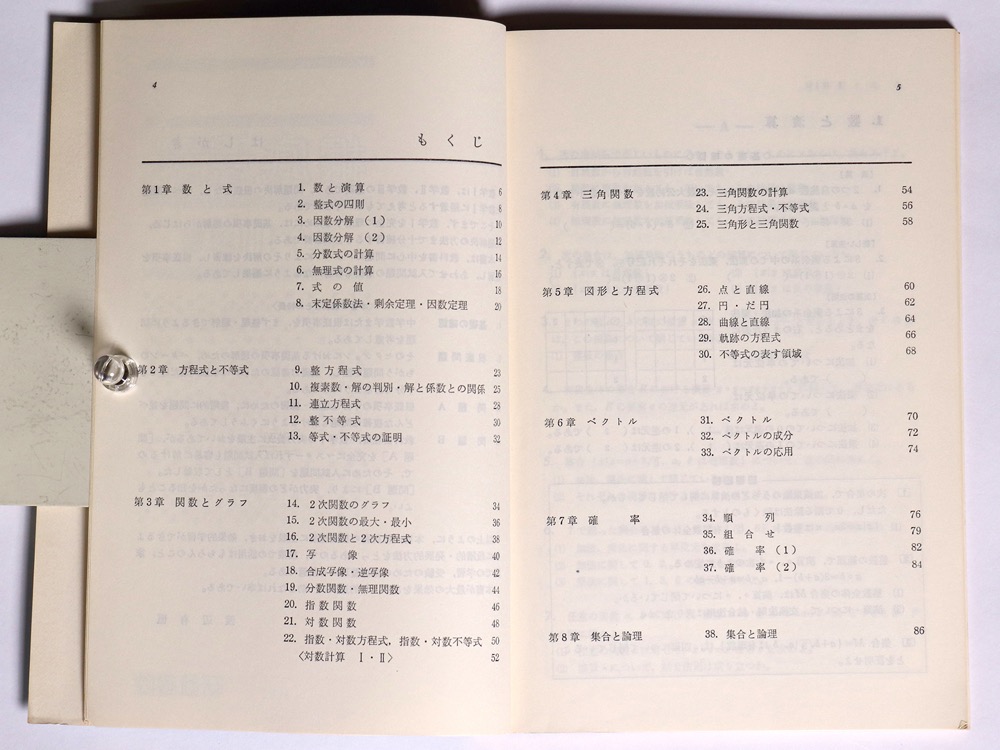 4
もくじ
第1章 数と式 1. 数と演算 6
2. 整式の四則 8
3. 因数分解 (1) 10
4. 因数分解 (2) 12
5. 分数式の計算 14
6. 無理式の計算 16
7. 式の値 18
8. 未定係数法・剰余定理・因数定理 20
第2章 方程式と不等式 9. 整方程式 23
10. 複素数・解の判別・解と係数との関係 25
11. 連立方程式 28
12. 整不等式 30
13. 等式・不等式の証明 32
第3章 関数とグラフ 14. 2次関数のグラフ 34
15. 2次関数の最大・最小 36
16. 2次関数と2次方程式 38
17. 写像 40
18. 合成写像・逆写像 42
19. 分数関数・無理関数 44
20. 指数関数 46
21. 対数関数 48
22. 指数・対数方程式, 指数・対数不等式 50
〈対数計算 Ⅰ・Ⅱ〉 52
5
第4章 三角関数 23. 三角関数の計算 54
24. 三角方程式・不等式 56
25. 三角形と三角関数 58
第5章 図形と方程式 26. 点と直線 60
27. 円・だ円 62
28. 曲線と直線 64
29. 軌跡の方程式 66
30. 不等式の表す領域 68
第6章 ベクトル 31. ベクトル 70
32. ベクトルの成分 72
33. ベクトルの応用 74
第7章 確率 34. 順列 76
35. 組合せ 79
36. 確率 (1) 82
37. 確率 (2) 84
第8章 集合と論理 38. 集合と論理 86